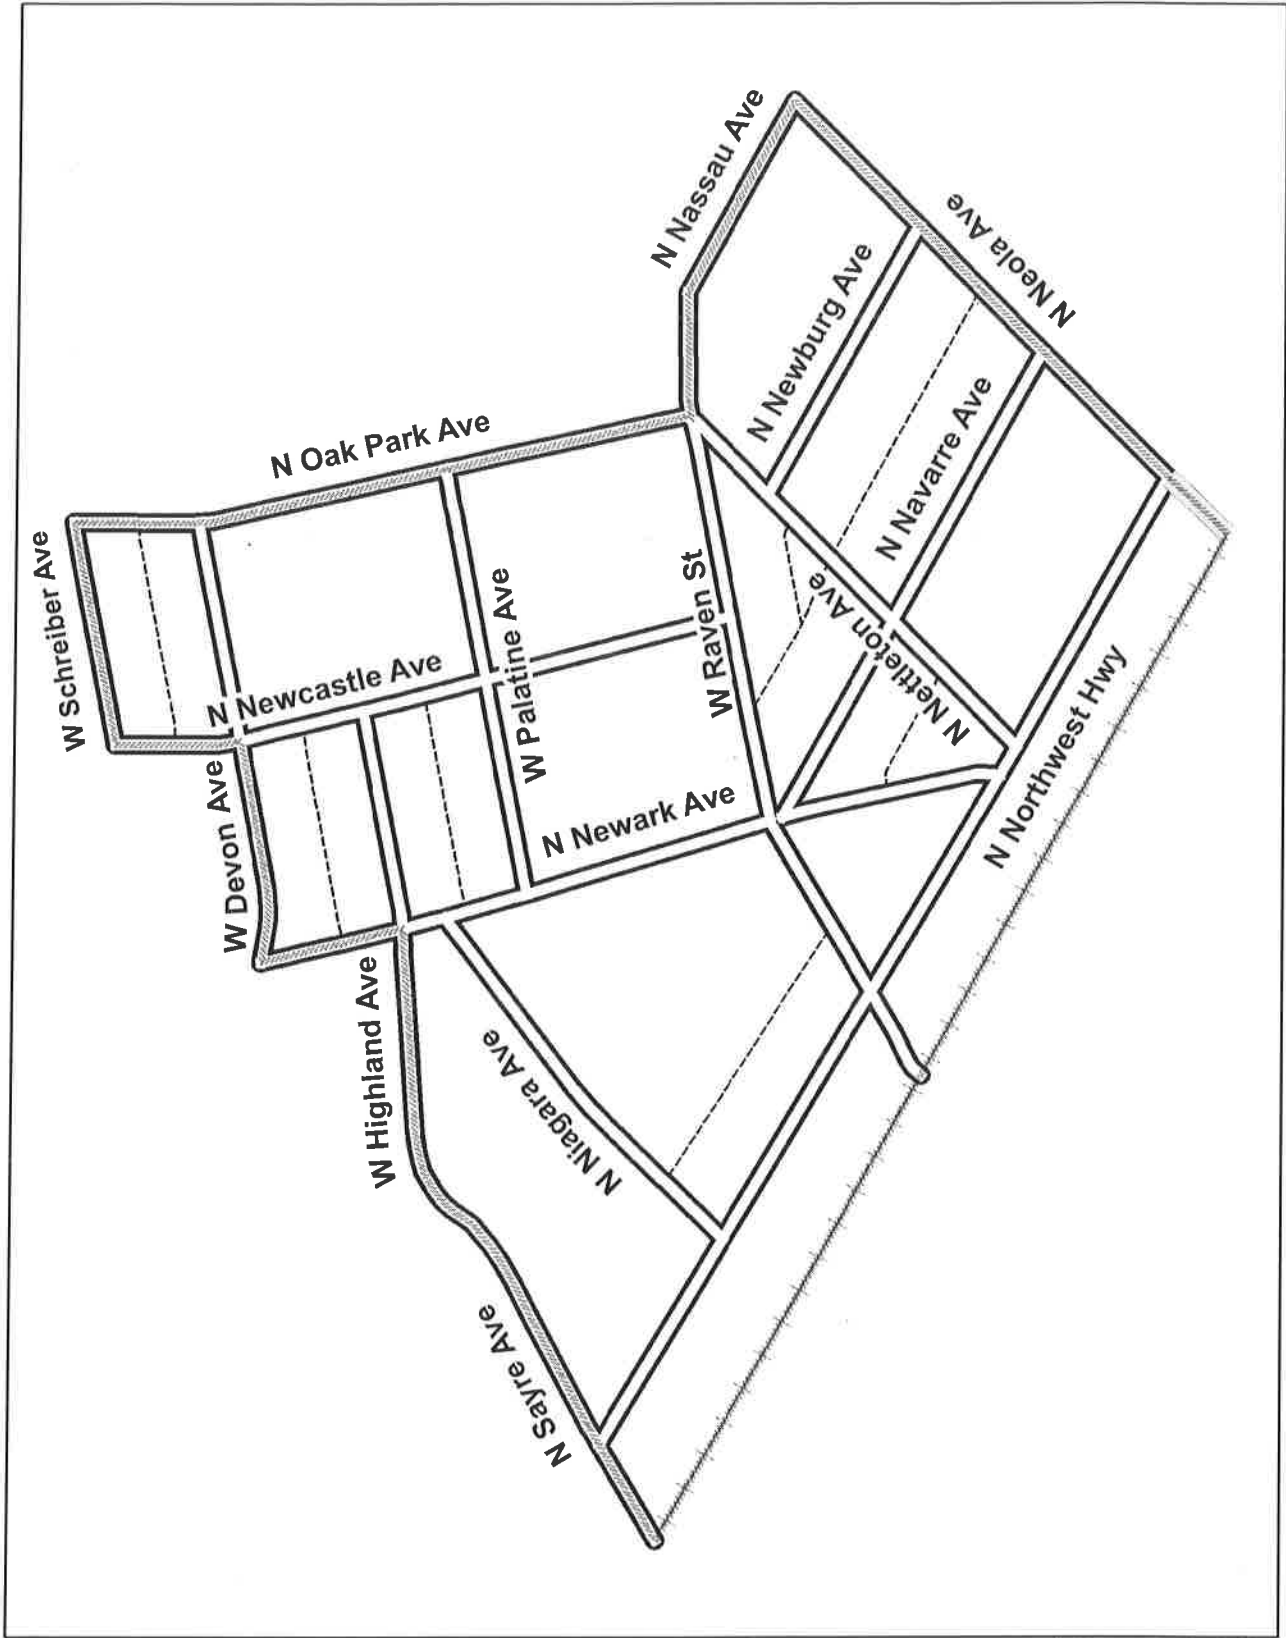 N Nassau Ave
N Neola Ave
N Newburg Ave
N Navarre Ave
N Oak Park Ave
W Schreiber Ave
N Newcastle Ave
W Palatine Ave
W Raven St
N Nettleton Ave
W Devon Ave
N Newark Ave
N Northwest Hwy
W Highland Ave
N Niagara Ave
N Sayre Ave